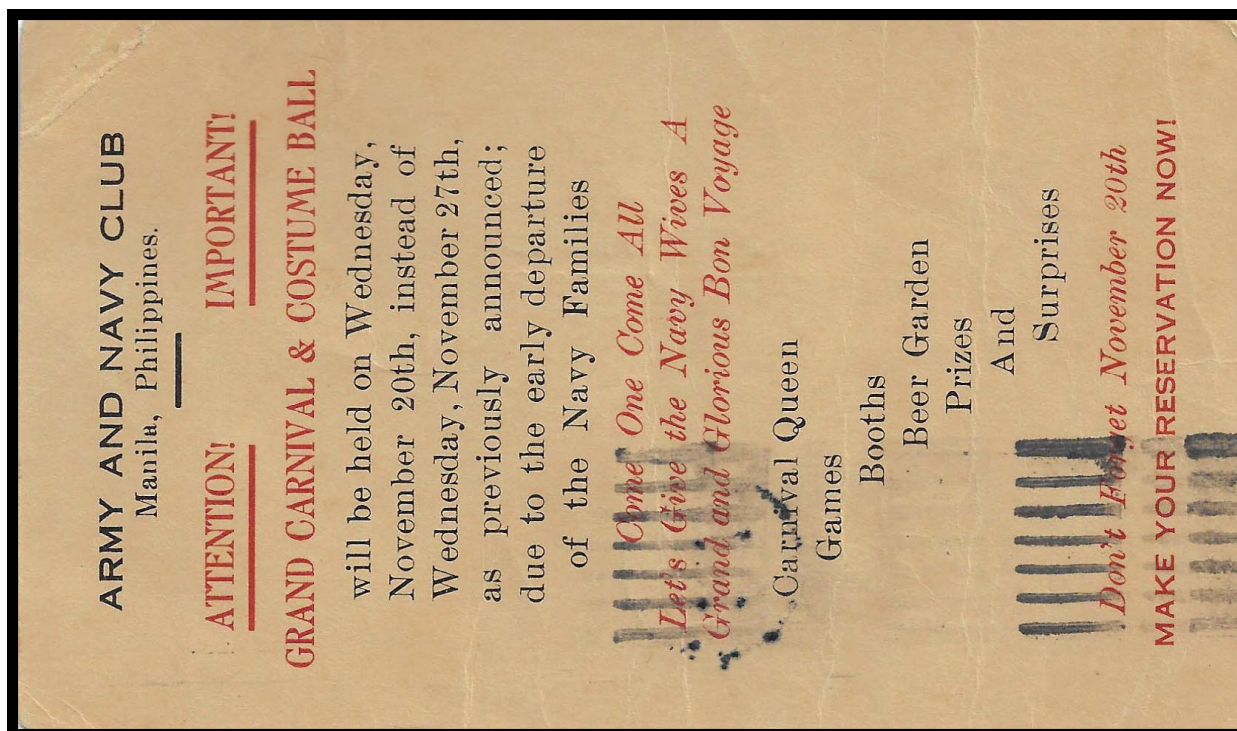 ARMY AND NAVY CLUB
Manila, Philippines.
ATTENTION! IMPORTANT!
GRAND CARNIVAL & COSTUME BALL
will be held on Wednesday,
November 20th, instead of
Wednesday, November 27th,
as previously announced;
due to the early departure
of the Navy Families
Come One Come All
Let's Give the Navy Wives A
Grand and Glorious Bon Voyage
Carnival Queen
Games
Booths
Beer Garden
Prizes
And
Surprises
Don't Forget November 20th
MAKE YOUR RESERVATION NOW!